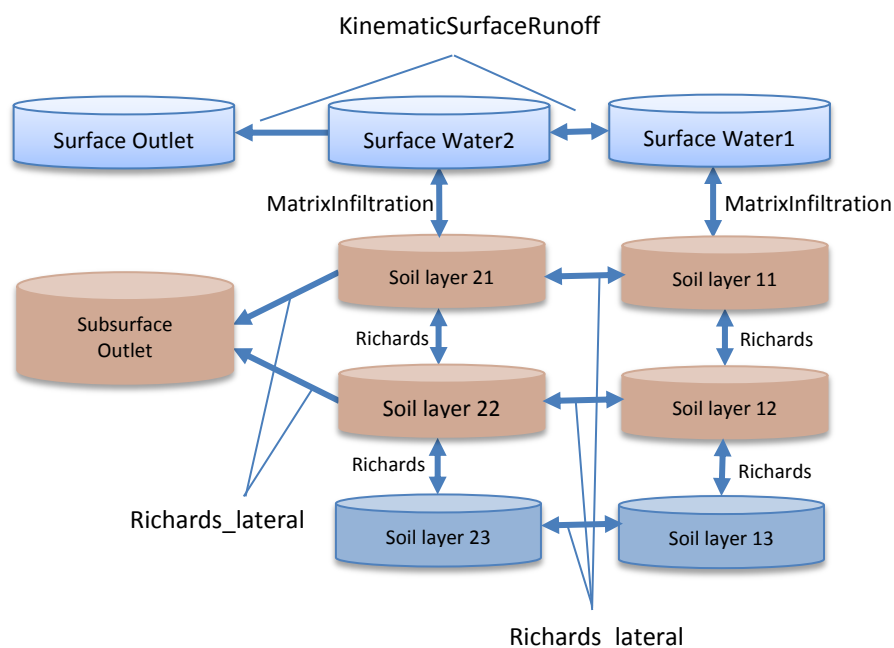 KinematicSurfaceRunoff
Surface Outlet
Surface Water2
Surface Water1
MatrixInfiltration
MatrixInfiltration
Soil layer 21
Soil layer 11
Subsurface
Outlet
Richards
Richards
Soil layer 22
Soil layer 12
Richards
Richards
Richards_lateral
Soil layer 23
Soil layer 13
Richards_lateral